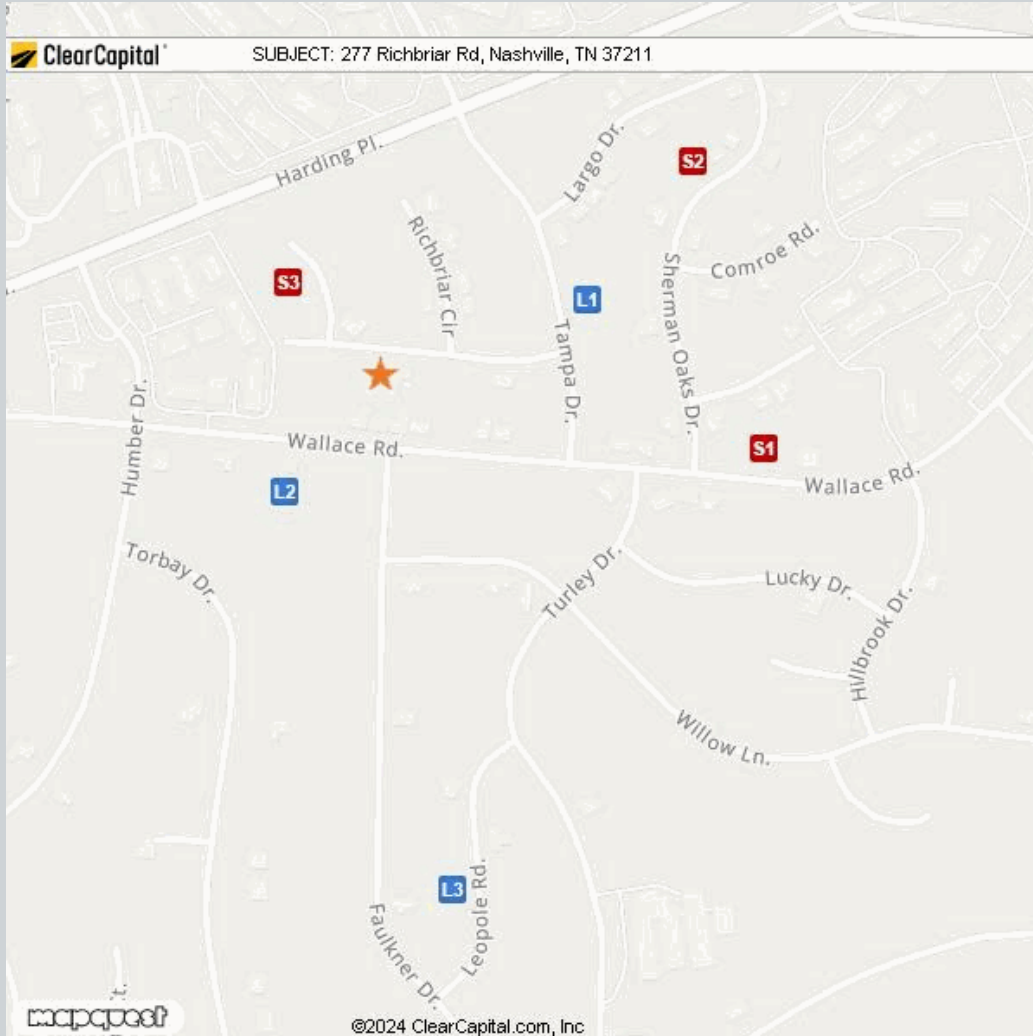 ClearCapital
SUBJECT: 277 Richbriar Rd, Nashville, TN 37211
Harding Pl.
Largo Dr.
S2
Richbriar Cir
Comroe Rd.
S3
L1
Sherman Oaks Dr.
Tampa Dr.
Humber Dr.
Wallace Rd.
S1
Wallace Rd.
L2
Torbay Dr.
Turley Dr.
Lucky Dr.
Hillbrook Dr.
Willow Ln.
L3
Leopole Rd.
Faulkner Dr.
mapquest
©2024 ClearCapital.com, Inc